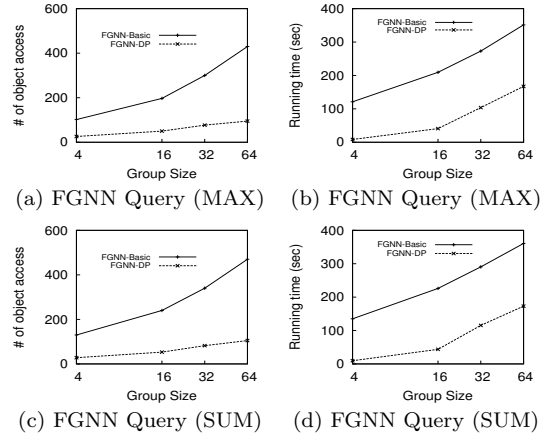 # of object access
600
400
200
0
FGNN-Basic
FGNN-DP
4 16 32 64
Group Size
(a) FGNN Query (MAX)
Running time (sec)
400
300
200
100
0
FGNN-Basic
FGNN-DP
4 16 32 64
Group Size
(b) FGNN Query (MAX)
# of object access
600
400
200
0
FGNN-Basic
FGNN-DP
4 16 32 64
Group Size
(c) FGNN Query (SUM)
Running time (sec)
400
300
200
100
0
FGNN-Basic
FGNN-DP
4 16 32 64
Group Size
(d) FGNN Query (SUM)